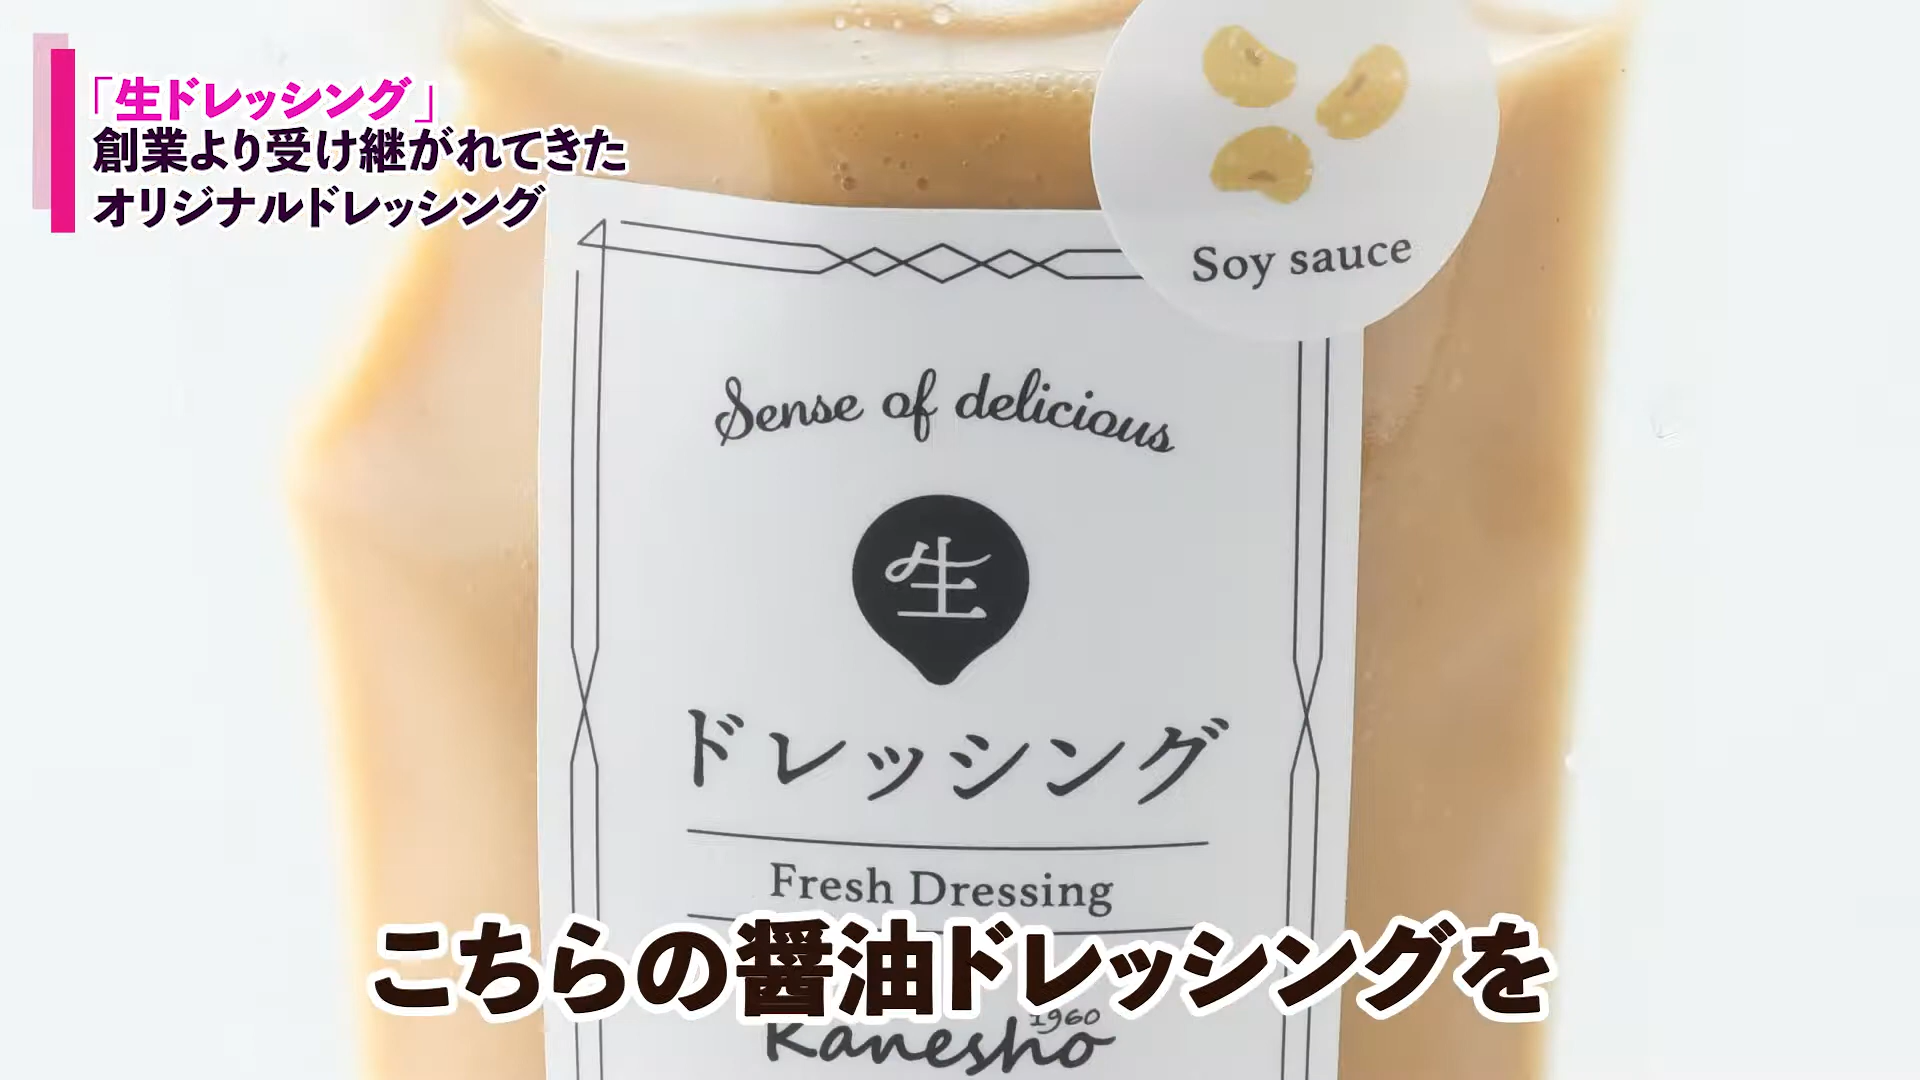 「生ドレッシング」
創業より受け継がれてきた
オリジナルドレッシング
Soy sauce
Sense of delicious
生
ドレッシング
Fresh Dressing
こちらの醤油ドレッシングを
1960
Kanesho